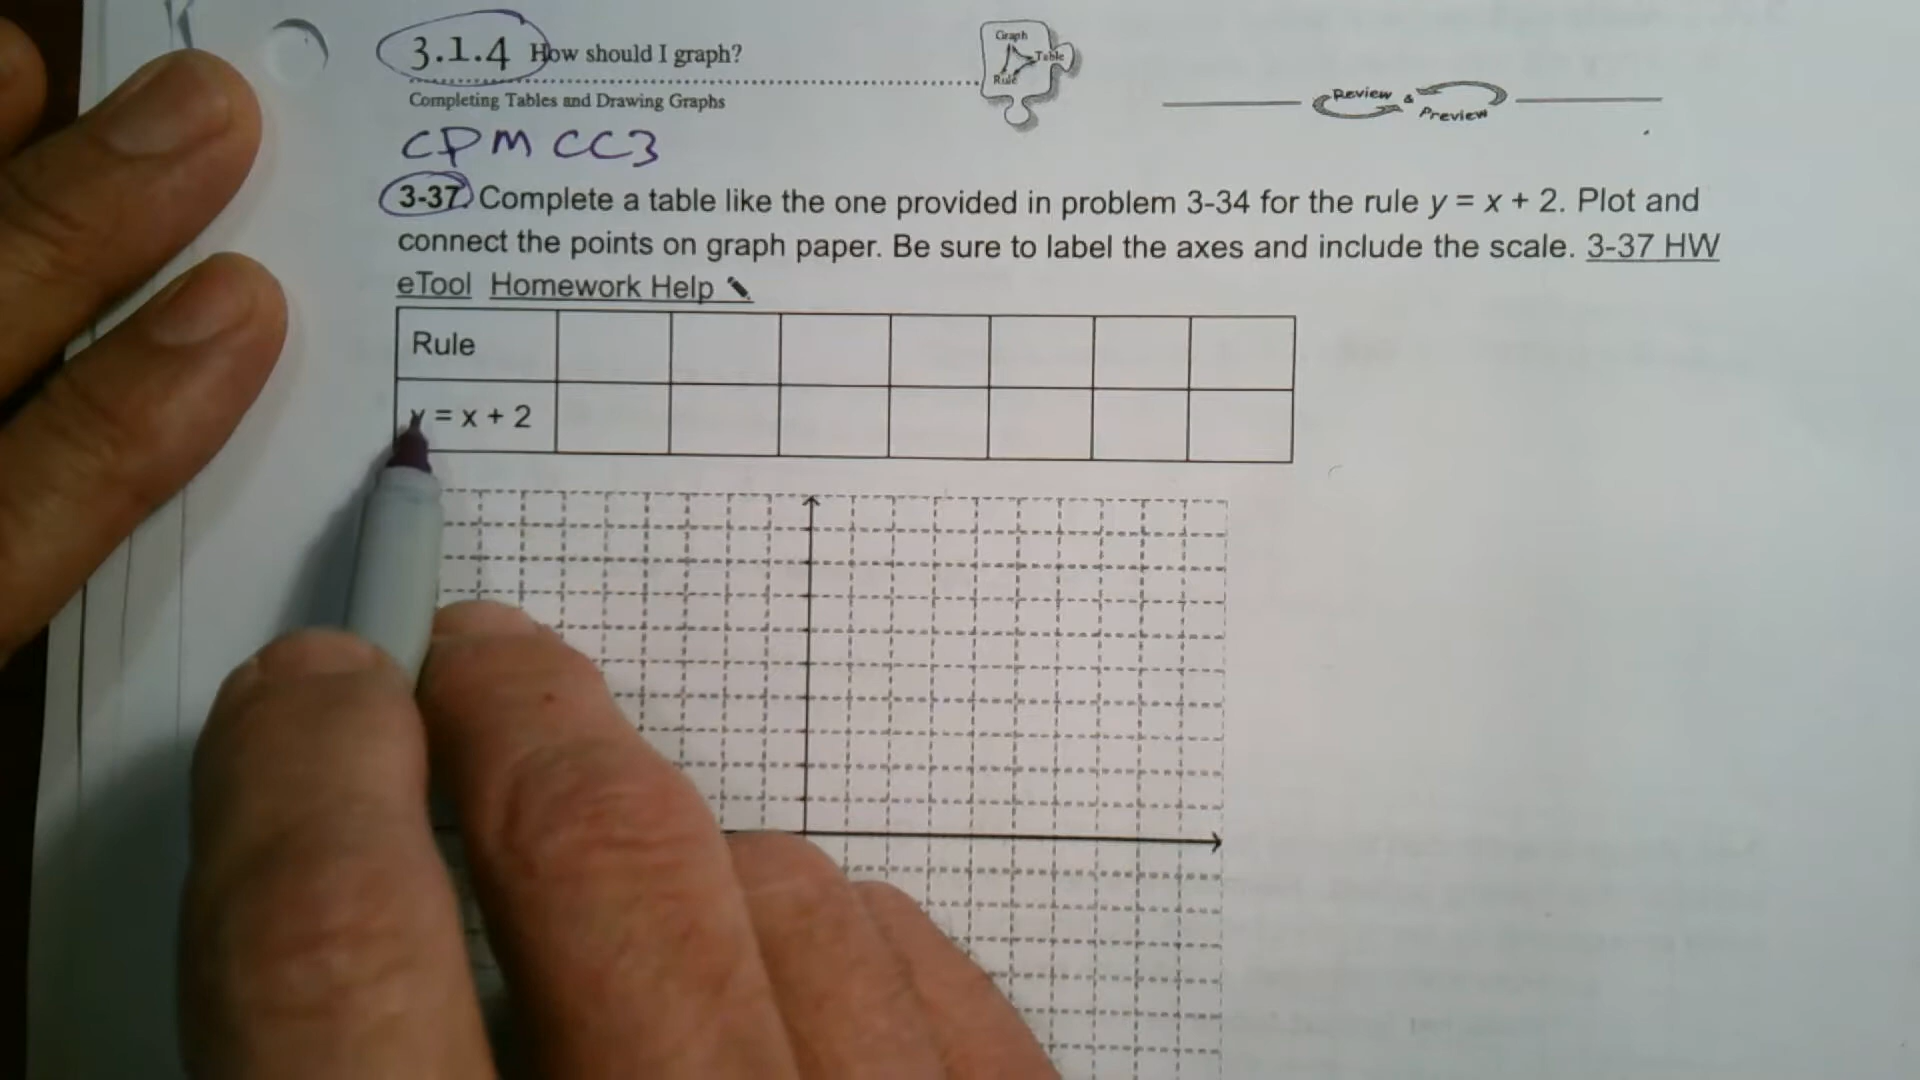 3.1.4 How should I graph?
Completing Tables and Drawing Graphs
Graph
Table
Rule
Review &
Preview
CPM CC3
3-37. Complete a table like the one provided in problem 3-34 for the rule y = x + 2. Plot and
connect the points on graph paper. Be sure to label the axes and include the scale. 3-37 HW
eTool Homework Help
Rule
y = x + 2